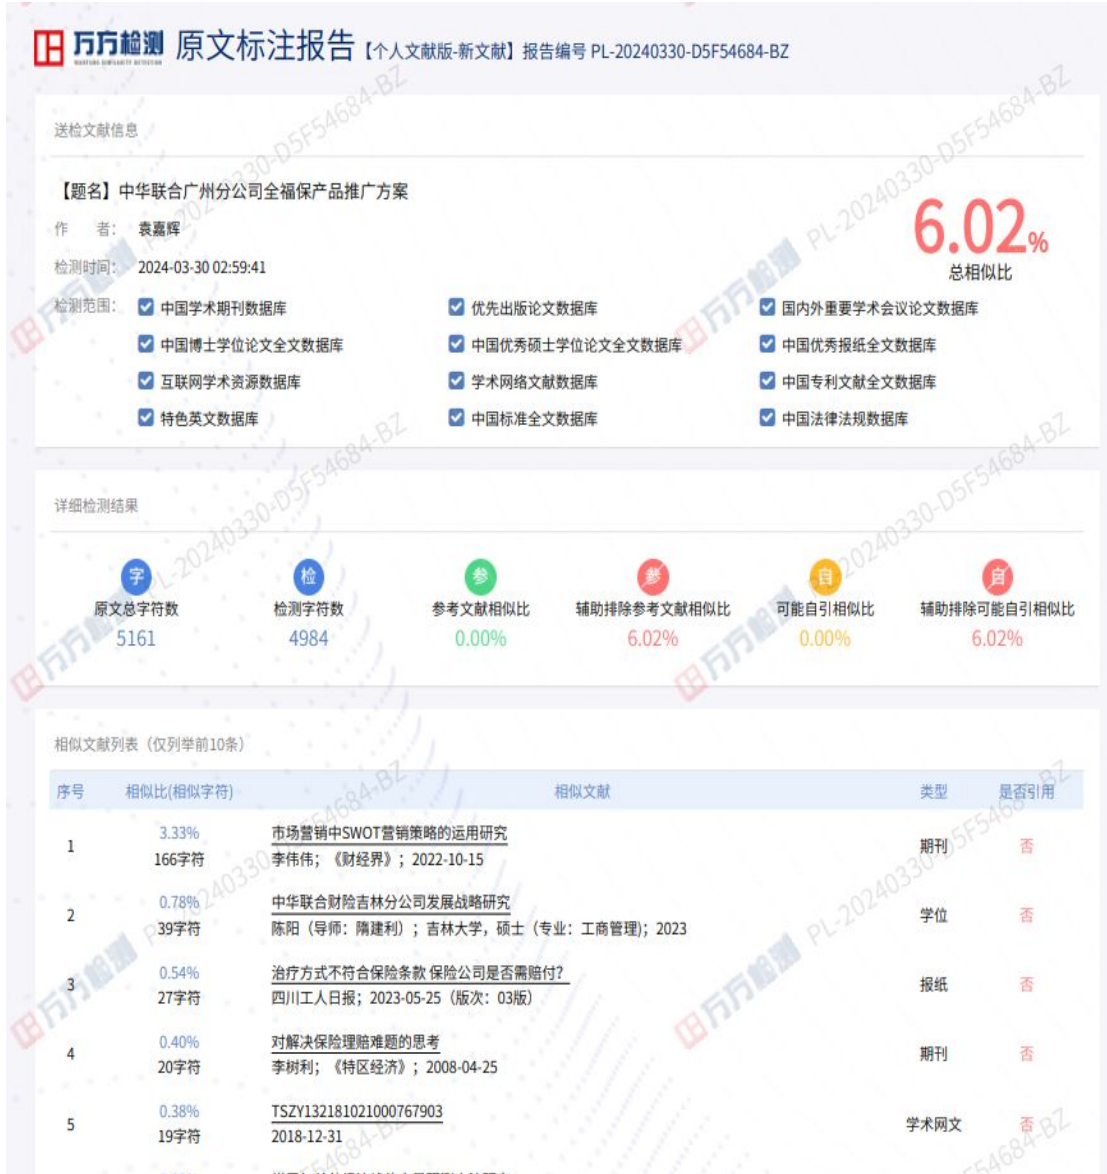 万方检测 原文标注报告【个人文献版-新文献】报告编号 PL-20240330-D5F54684-BZ
送检文献信息
【题名】中华联合广州分公司全福保产品推广方案
作 者： 袁嘉辉
检测时间： 2024-03-30 02:59:41
6.02%
总相似比
检测范围： 中国学术期刊数据库 优先出版论文数据库 国内外重要学术会议论文数据库
中国博士学位论文全文数据库 中国优秀硕士学位论文全文数据库 中国优秀报纸全文数据库
互联网学术资源数据库 学术网络文献数据库 中国专利文献全文数据库
特色英文数据库 中国标准全文数据库 中国法律法规数据库
详细检测结果
字 检 参 参 自 自
原文总字符数 检测字符数 参考文献相似比 辅助排除参考文献相似比 可能自引相似比 辅助排除可能自引相似比
5161 4984 0.00% 6.02% 0.00% 6.02%
相似文献列表（仅列举前10条）
序号 相似比(相似字符) 相似文献 类型 是否引用
1 3.33% 市场营销中SWOT营销策略的运用研究 期刊 否
166字符 李伟伟；《财经界》；2022-10-15
2 0.78% 中华联合财险吉林分公司发展战略研究 学位 否
39字符 陈阳（导师：隋建利）；吉林大学，硕士（专业：工商管理)；2023
3 0.54% 治疗方式不符合保险条款 保险公司是否需赔付？ 报纸 否
27字符 四川工人日报；2023-05-25（版次：03版）
4 0.40% 对解决保险理赔难题的思考 期刊 否
20字符 李树利；《特区经济》；2008-04-25
5 0.38% TSZY132181021000767903 学术网文 否
19字符 2018-12-31